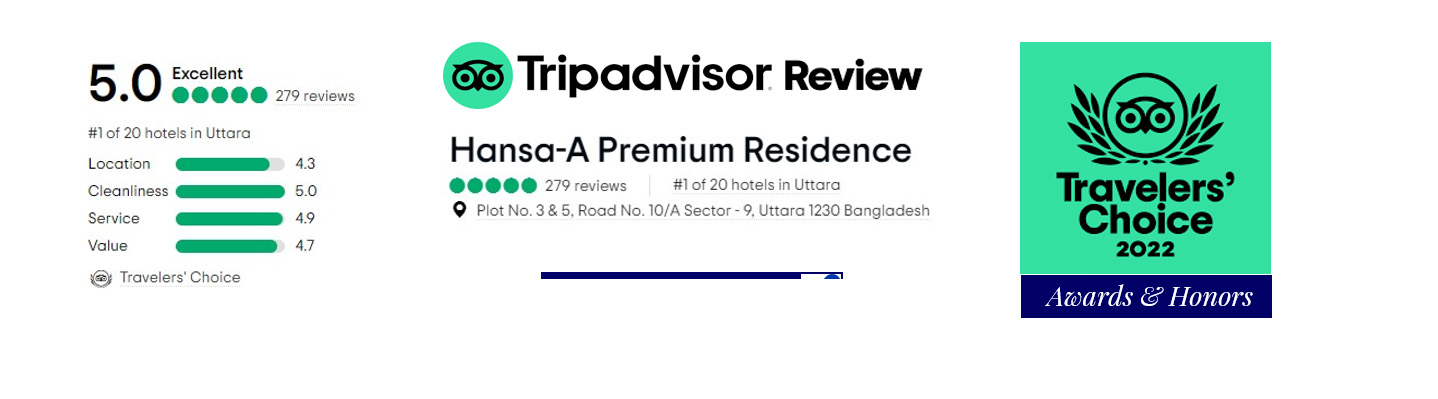 5.0 Excellent
279 reviews
#1 of 20 hotels in Uttara
Location 4.3
Cleanliness 5.0
Service 4.9
Value 4.7
Travelers' Choice
Tripadvisor Review
Hansa-A Premium Residence
279 reviews #1 of 20 hotels in Uttara
Plot No. 3 & 5, Road No. 10/A Sector - 9, Uttara 1230 Bangladesh
Travelers'
Choice
2022
Awards & Honors